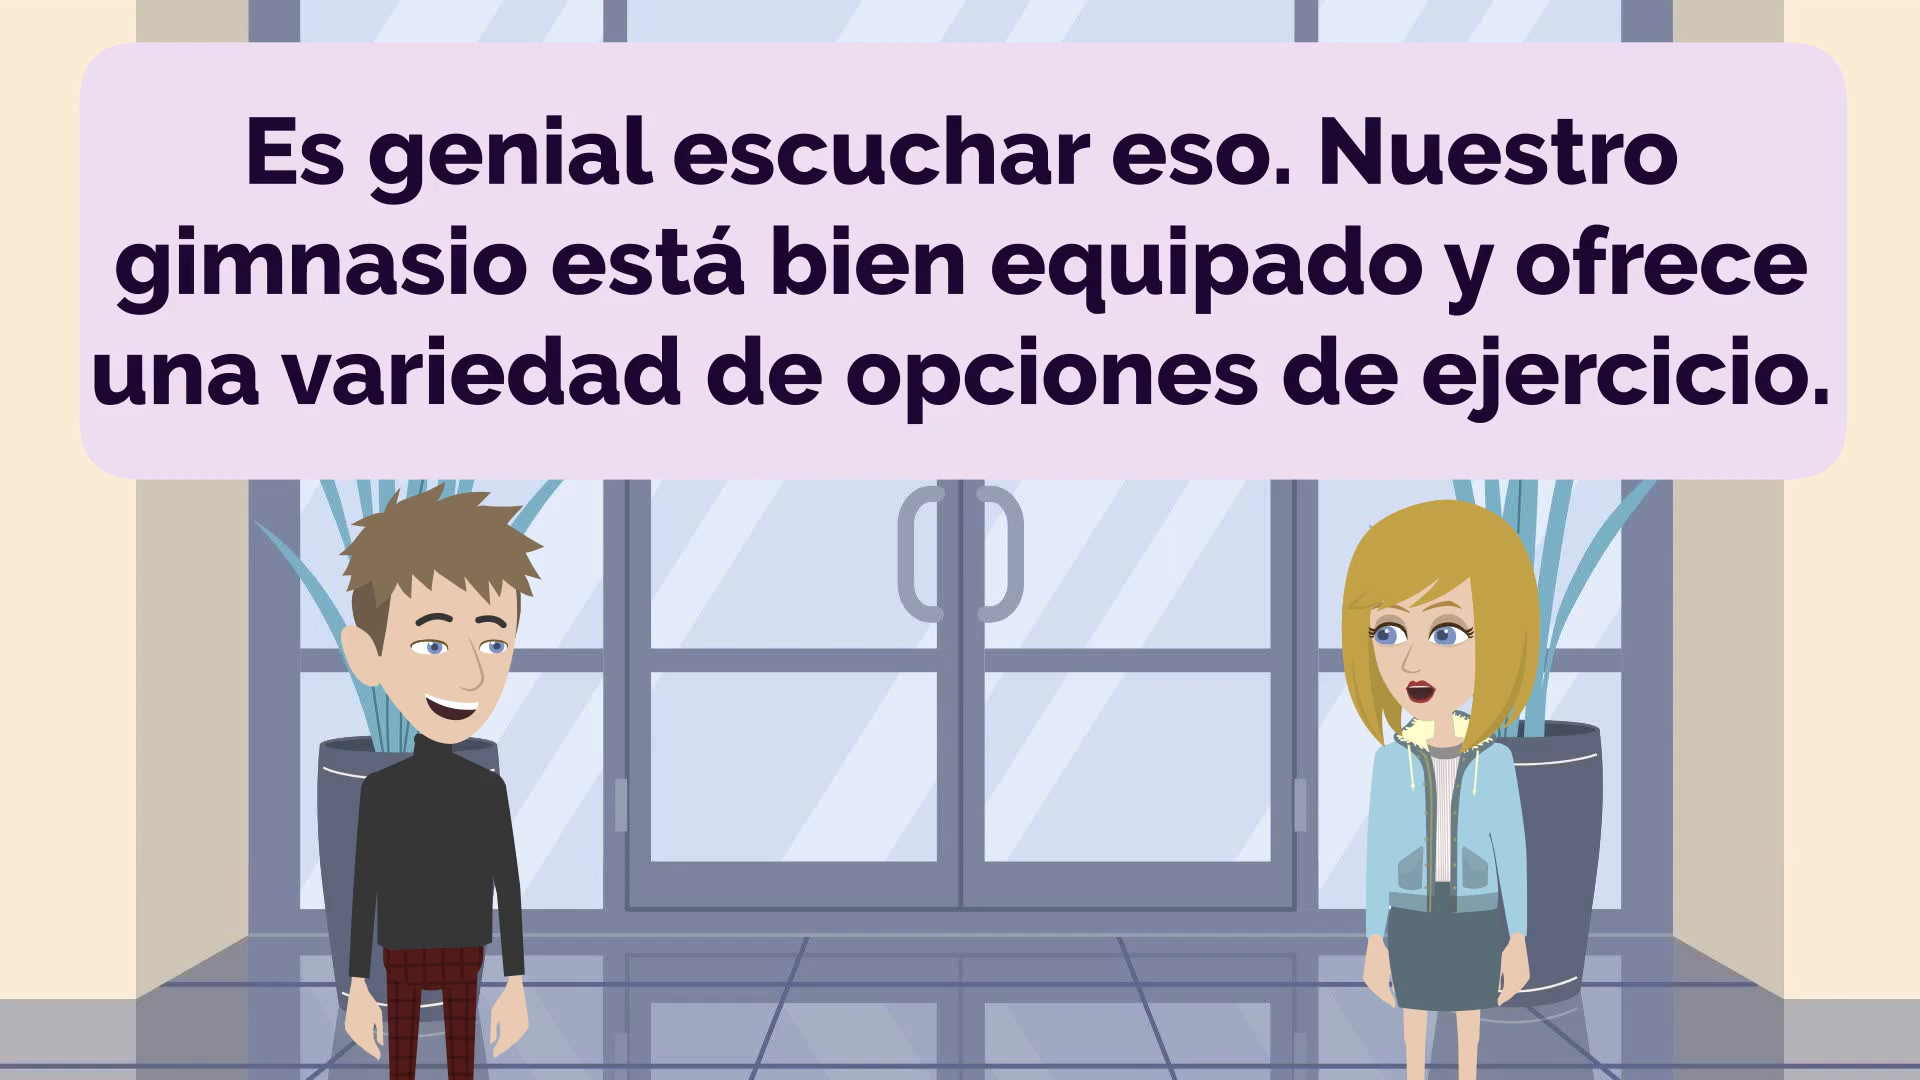 Es genial escuchar eso. Nuestro
gimnasio está bien equipado y ofrece
una variedad de opciones de ejercicio.